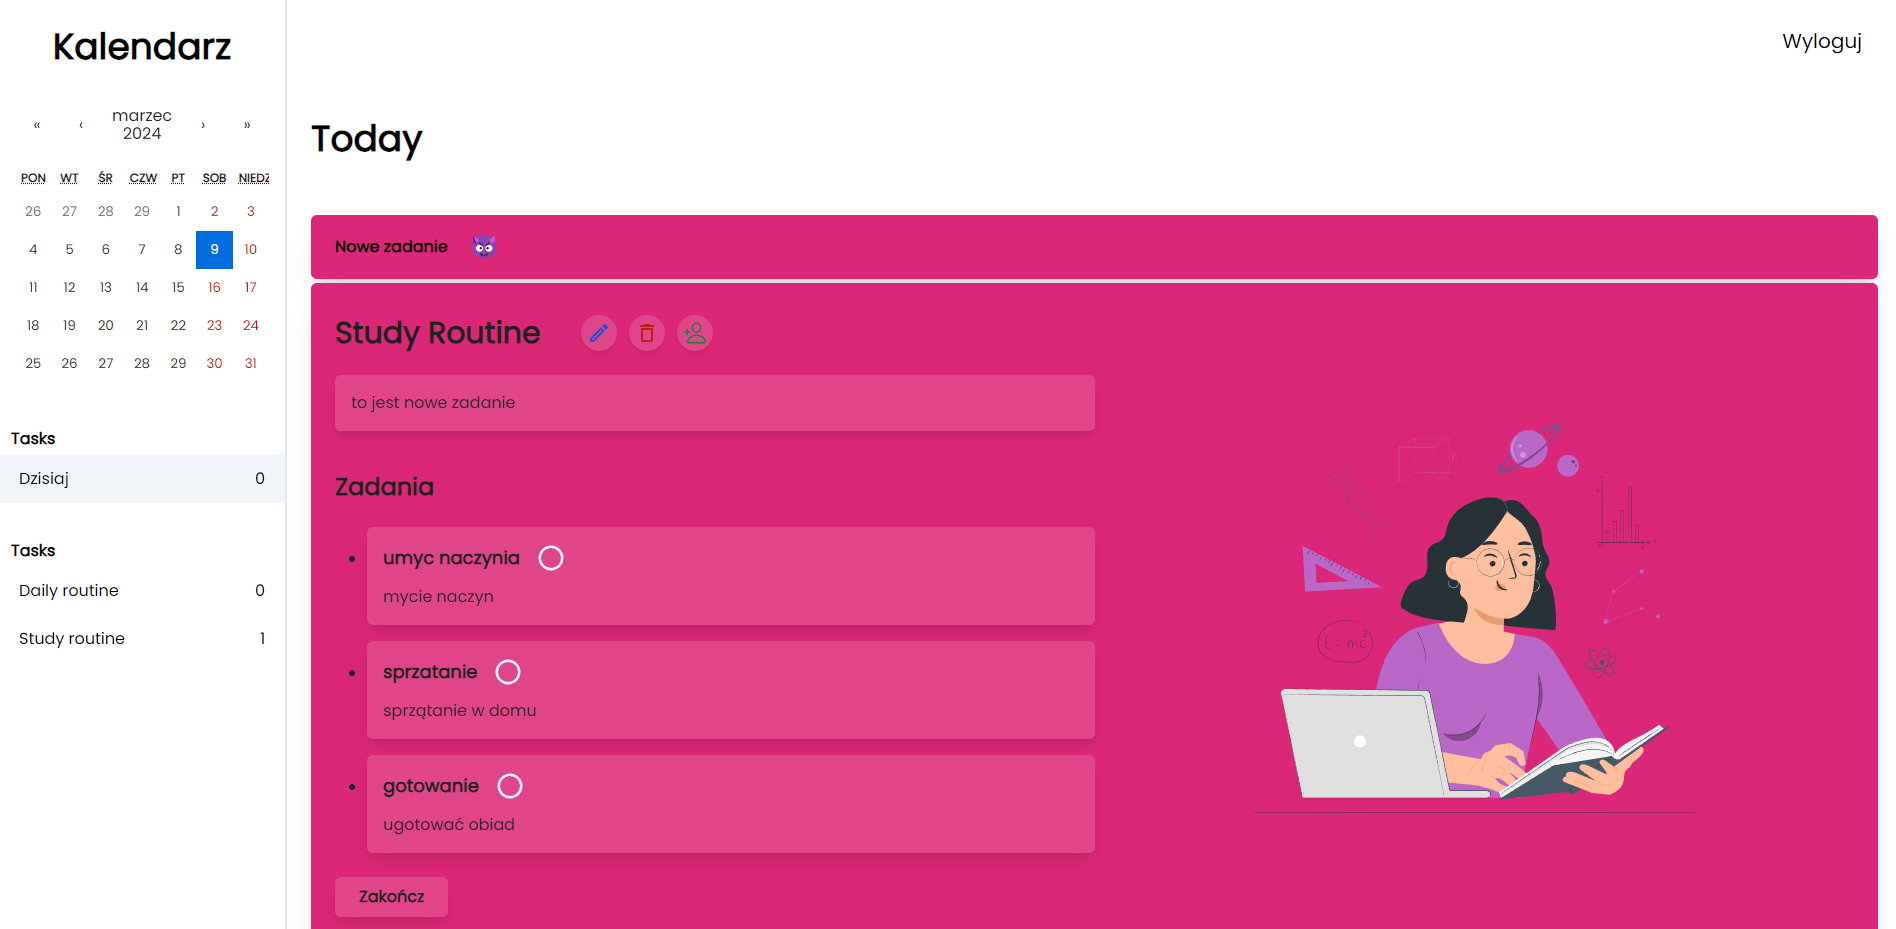 Kalendarz
Wyloguj
« ‹ marzec 2024 › »
Today
PON WT ŚR CZW PT SOB NIEDZ
26 27 28 29 1 2 3
4 5 6 7 8 9 10
11 12 13 14 15 16 17
18 19 20 21 22 23 24
25 26 27 28 29 30 31
Tasks
Dzisiaj 0
Tasks
Daily routine 0
Study routine 1
Nowe zadanie
Study Routine
to jest nowe zadanie
Zadania
umyc naczynia
mycie naczyn
sprzatanie
sprzątanie w domu
gotowanie
ugotować obiad
Zakończ
E = mc²